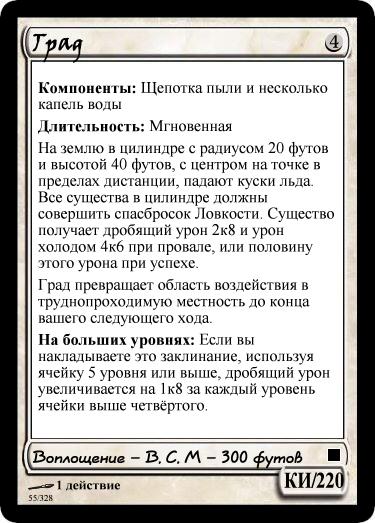 Град
4
Компоненты: Щепотка пыли и несколько
капель воды
Длительность: Мгновенная
На землю в цилиндре с радиусом 20 футов
и высотой 40 футов, с центром на точке в
пределах дистанции, падают куски льда.
Все существа в цилиндре должны
совершить спасбросок Ловкости. Существо
получает дробящий урон 2к8 и урон
холодом 4к6 при провале, или половину
этого урона при успехе.
Град превращает область воздействия в
труднопроходимую местность до конца
вашего следующего хода.
На больших уровнях: Если вы
накладываете это заклинание, используя
ячейку 5 уровня или выше, дробящий урон
увеличивается на 1к8 за каждый уровень
ячейки выше четвёртого.
Воплощение – В, С, М – 300 футов
КИ/220
1 действие
55/328